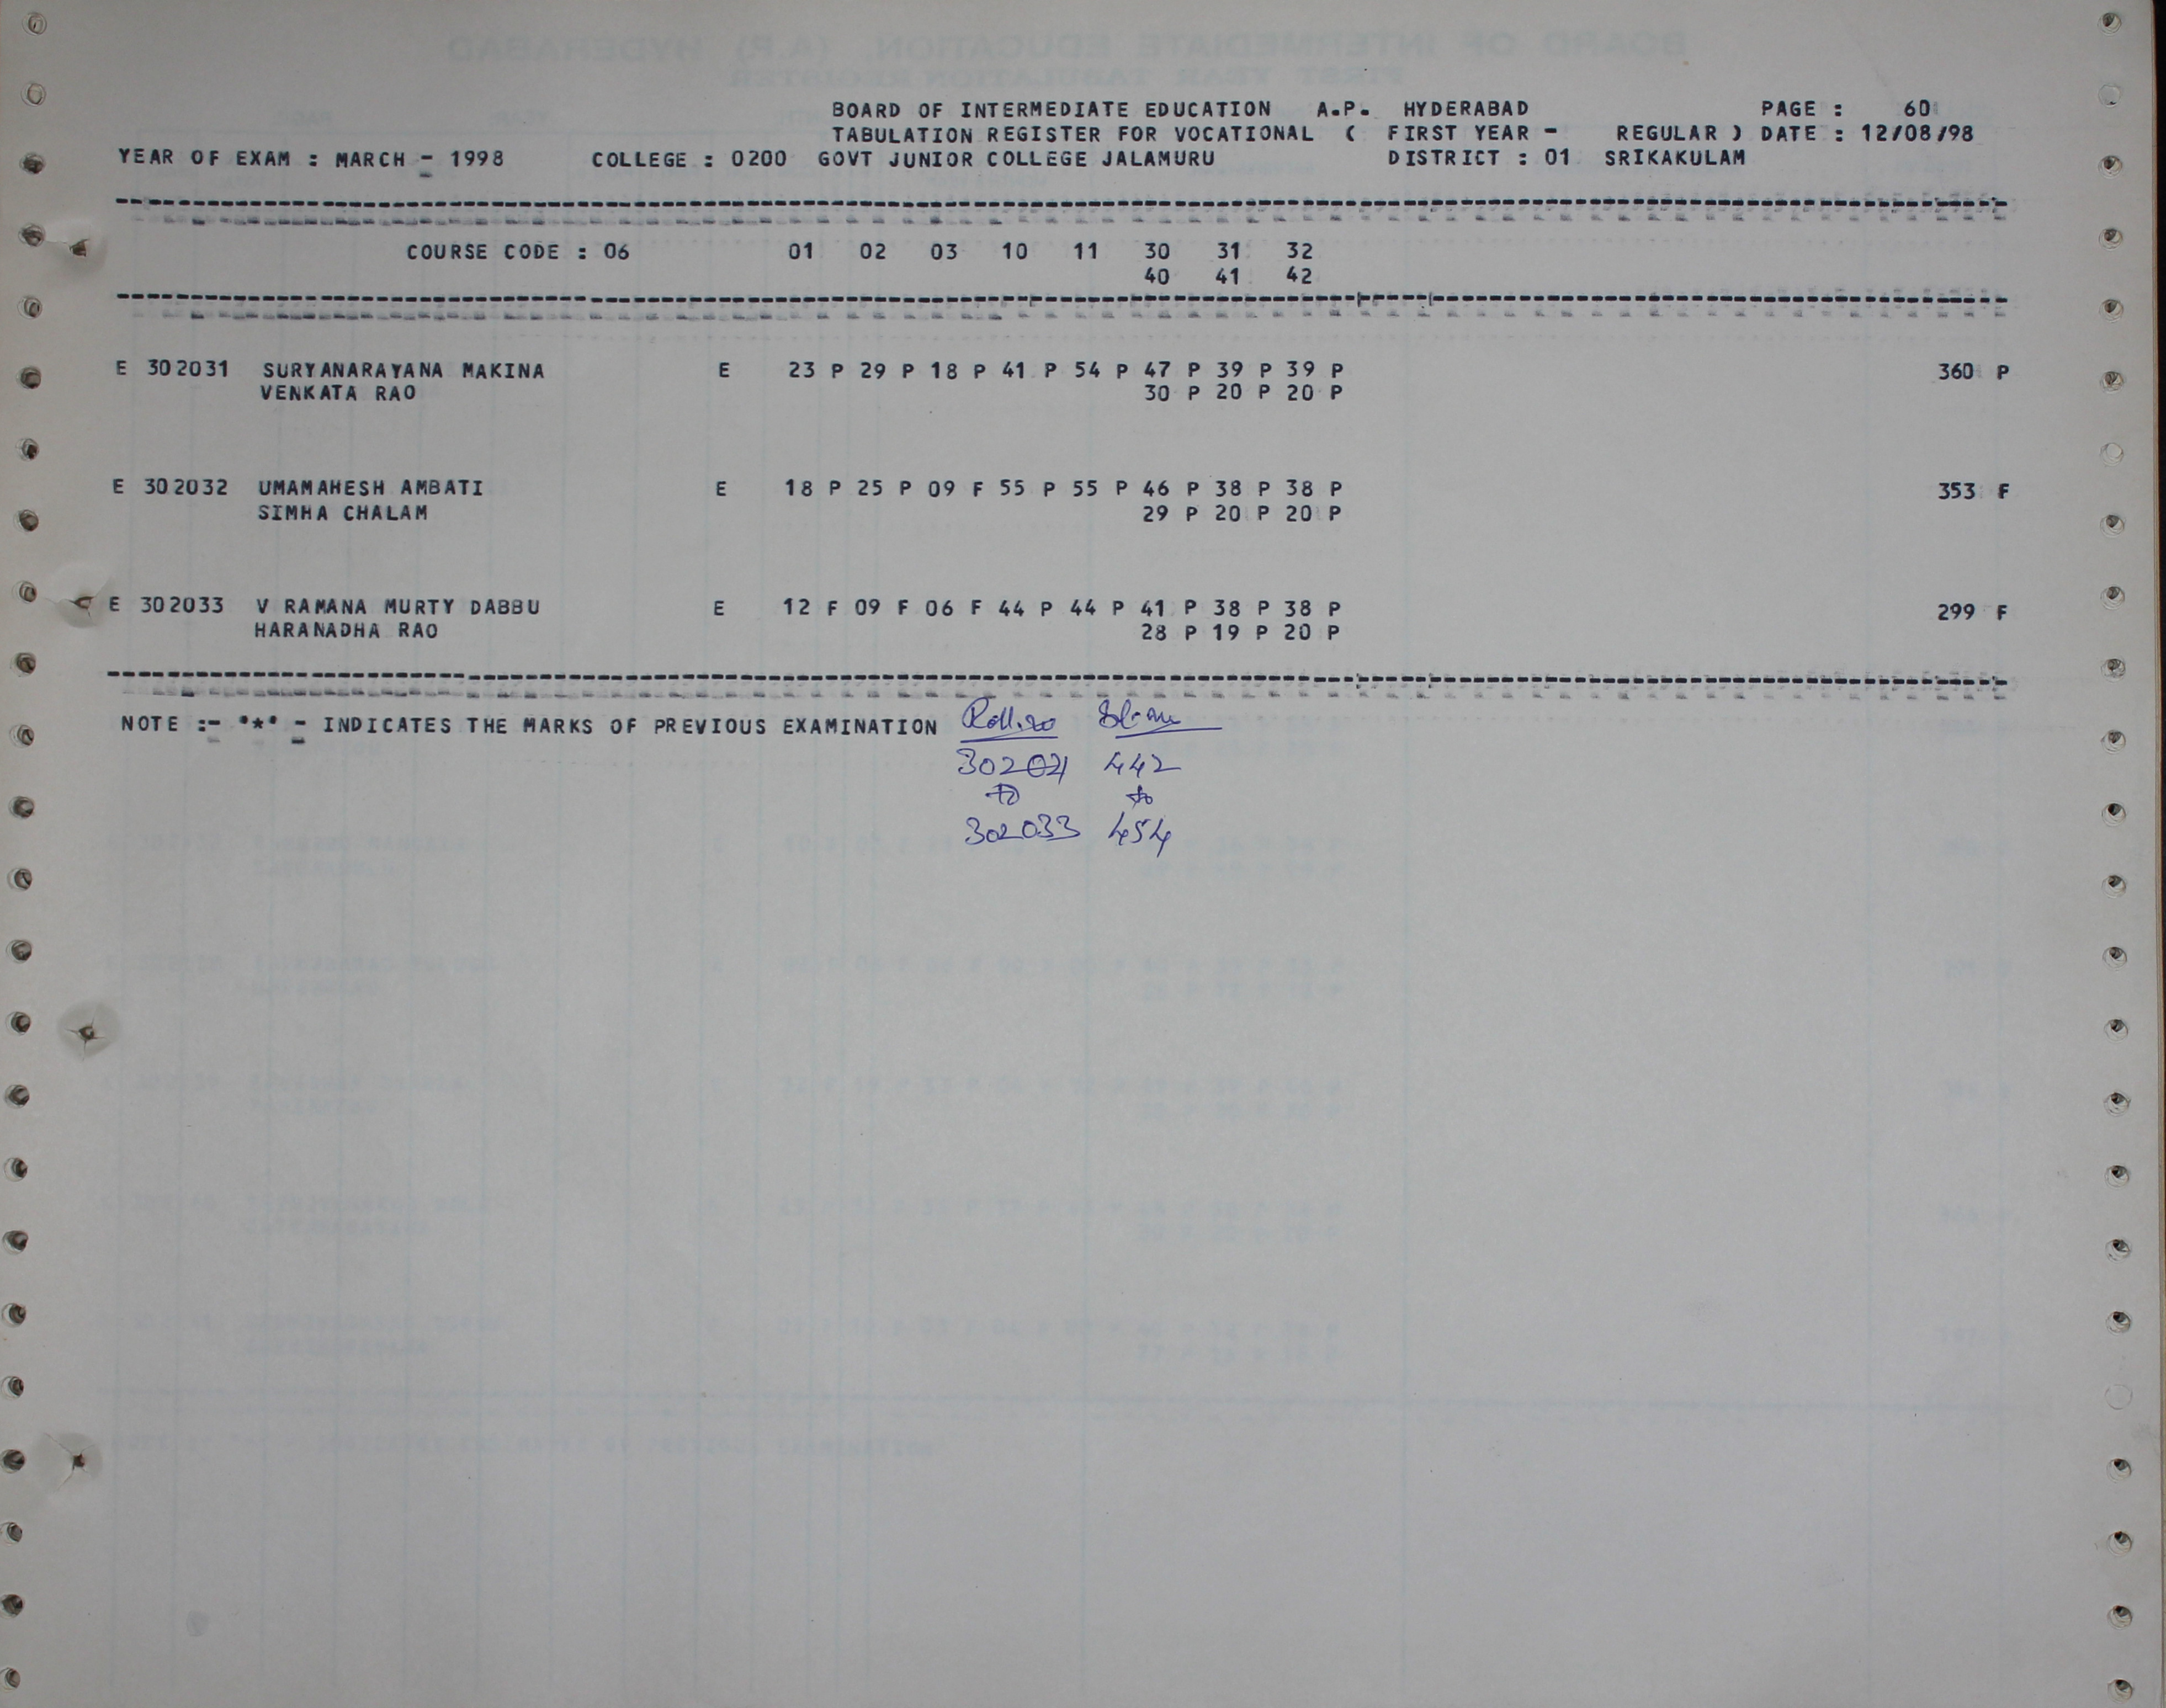 BOARD OF INTERMEDIATE EDUCATION A.P. HYDERABAD PAGE : 60
TABULATION REGISTER FOR VOCATIONAL ( FIRST YEAR - REGULAR ) DATE : 12/08/98
YEAR OF EXAM : MARCH - 1998 COLLEGE : 0200 GOVT JUNIOR COLLEGE JALAMURU DISTRICT : 01 SRIKAKULAM
COURSE CODE : 06 01 02 03 10 11 30 31 32
40 41 42
E 302031 SURYANARAYANA MAKINA E 23 P 29 P 18 P 41 P 54 P 47 P 39 P 39 P 360 P
VENKATA RAO 30 P 20 P 20 P
E 302032 UMAMAHESH AMBATI E 18 P 25 P 09 F 55 P 55 P 46 P 38 P 38 P 353 F
SIMHA CHALAM 29 P 20 P 20 P
E 302033 V RAMANA MURTY DABBU E 12 F 09 F 06 F 44 P 44 P 41 P 38 P 38 P 299 F
HARANADHA RAO 28 P 19 P 20 P
NOTE :- "*" - INDICATES THE MARKS OF PREVIOUS EXAMINATION Roll.no
302021 442
to to
302033 454